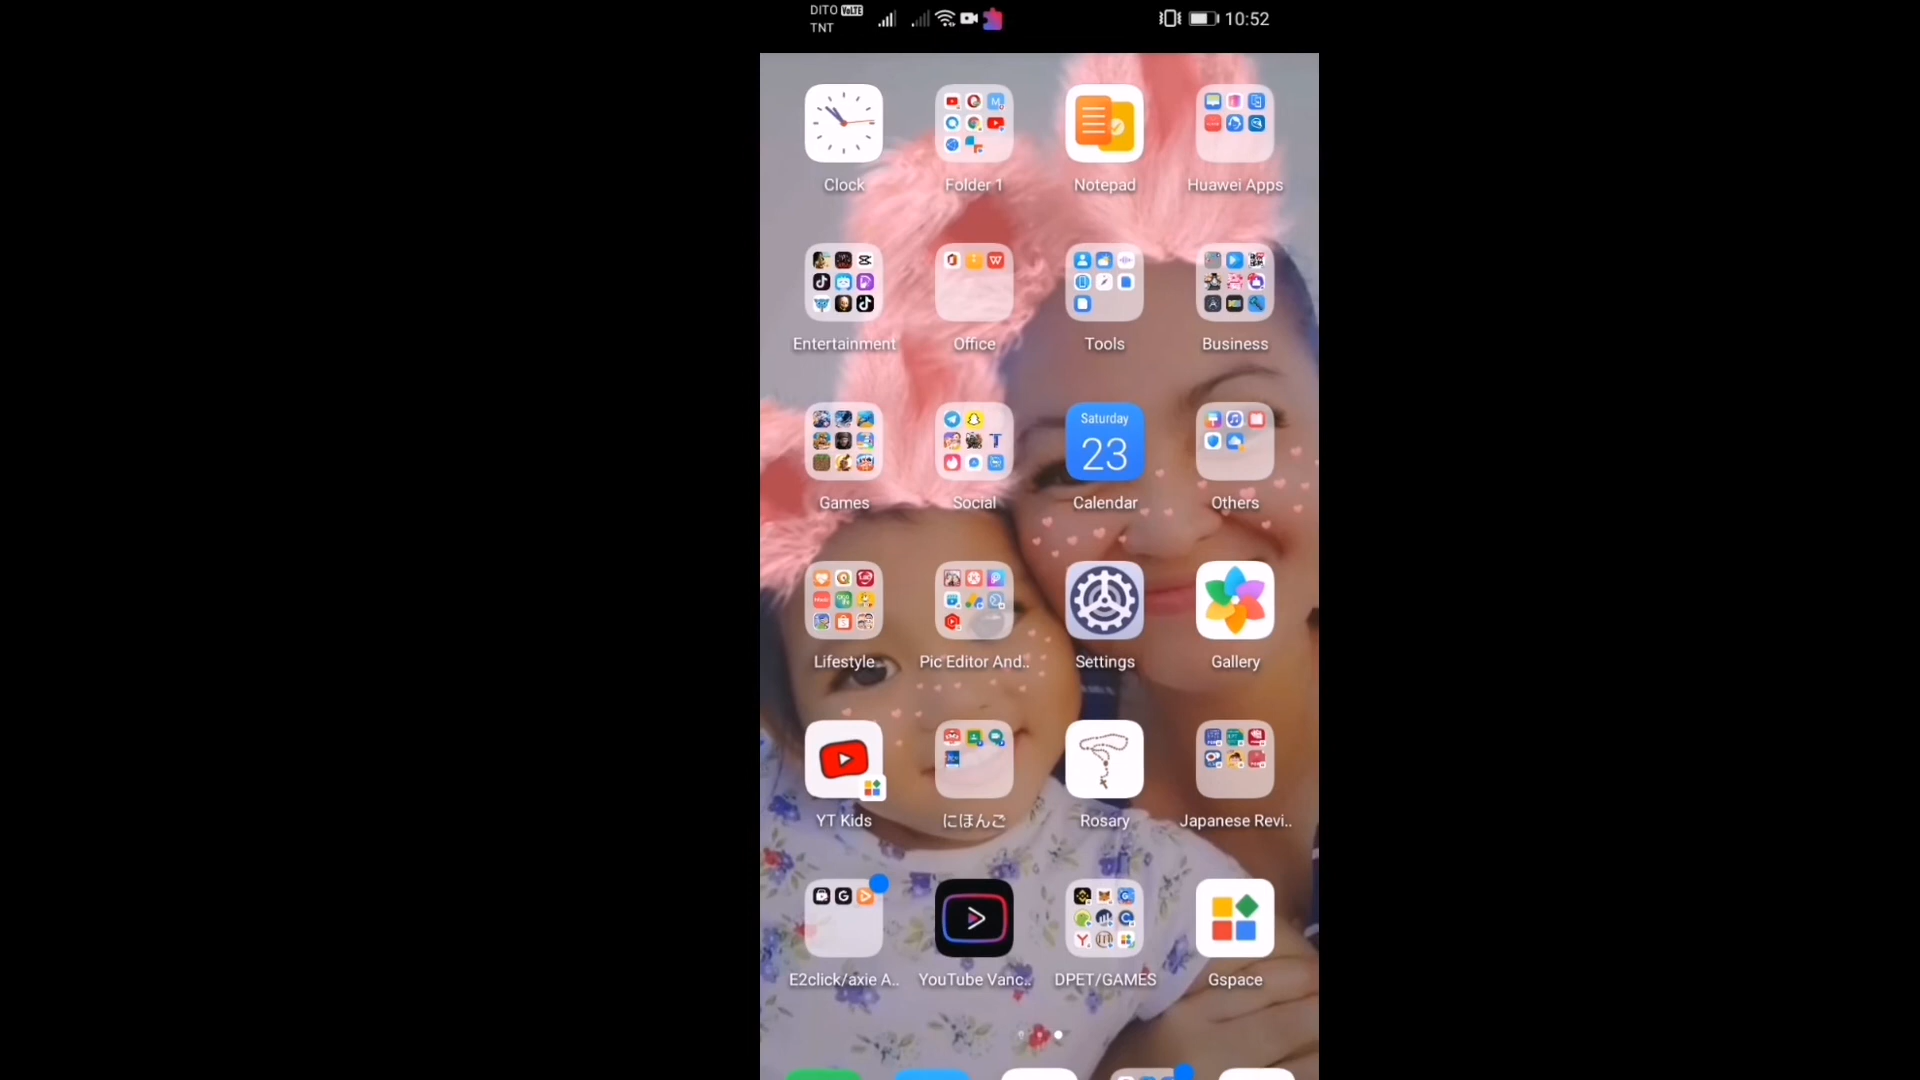 DITO VoLTE
TNT
10:52
Clock
Folder 1
Notepad
Huawei Apps
Entertainment
Office
Tools
Business
Games
Social
Saturday
23
Calendar
Others
Lifestyle
Pic Editor And..
Settings
Gallery
YT Kids
にほんご
Rosary
Japanese Revi..
E2click/axie A..
YouTube Vanc..
DPET/GAMES
Gspace